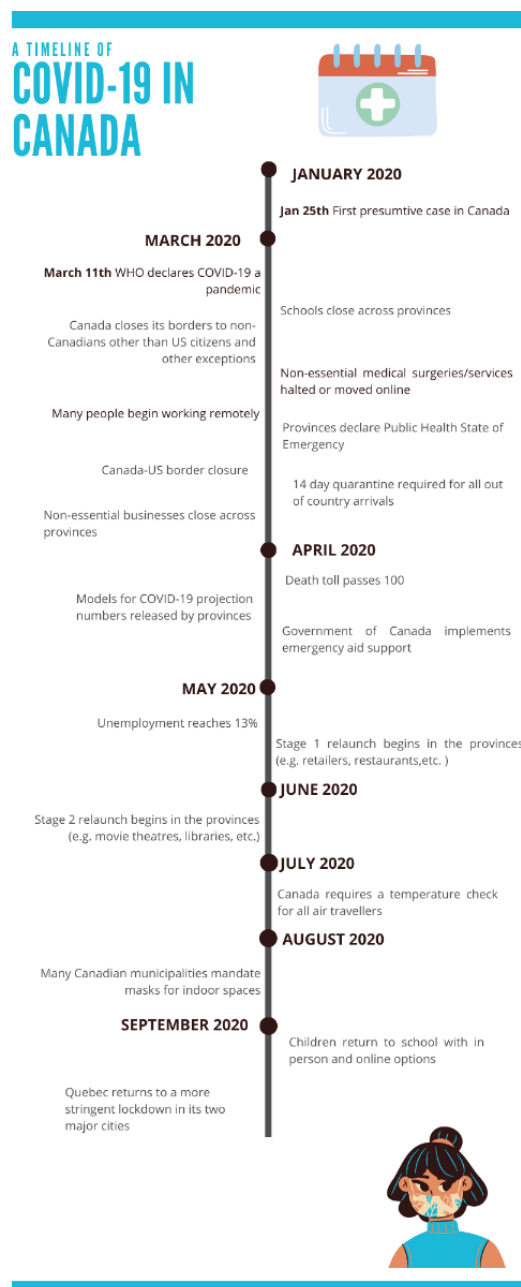 A TIMELINE OF
COVID-19 IN
CANADA
JANUARY 2020
Jan 25th First presumtive case in Canada
MARCH 2020
March 11th WHO declares COVID-19 a
pandemic
Schools close across provinces
Canada closes its borders to non-
Canadians other than US citizens and
other exceptions
Non-essential medical surgeries/services
halted or moved online
Many people begin working remotely
Provinces declare Public Health State of
Emergency
Canada-US border closure
14 day quarantine required for all out
of country arrivals
Non-essential businesses close across
provinces
APRIL 2020
Death toll passes 100
Models for COVID-19 projection
numbers released by provinces
Government of Canada implements
emergency aid support
MAY 2020
Unemployment reaches 13%
Stage 1 relaunch begins in the provinces
(e.g. retailers, restaurants,etc. )
JUNE 2020
Stage 2 relaunch begins in the provinces
(e.g. movie theatres, libraries, etc.)
JULY 2020
Canada requires a temperature check
for all air travellers
AUGUST 2020
Many Canadian municipalities mandate
masks for indoor spaces
SEPTEMBER 2020
Children return to school with in
person and online options
Quebec returns to a more
stringent lockdown in its two
major cities